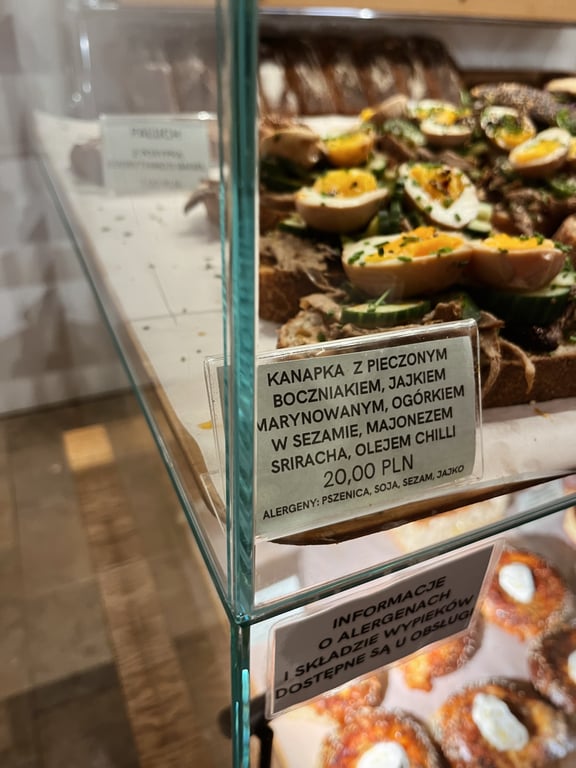 KANAPKA Z PIECZONYM
BOCZNIAKIEM, JAJKIEM
MARYNOWANYM, OGÓRKIEM
W SEZAMIE, MAJONEZEM
SRIRACHA, OLEJEM CHILLI
20,00 PLN
ALERGENY: PSZENICA, SOJA, SEZAM, JAJKO
INFORMACJE
O ALERGENACH
I SKŁADZIE WYPIEKÓW
DOSTĘPNE SĄ U OBSŁUGI